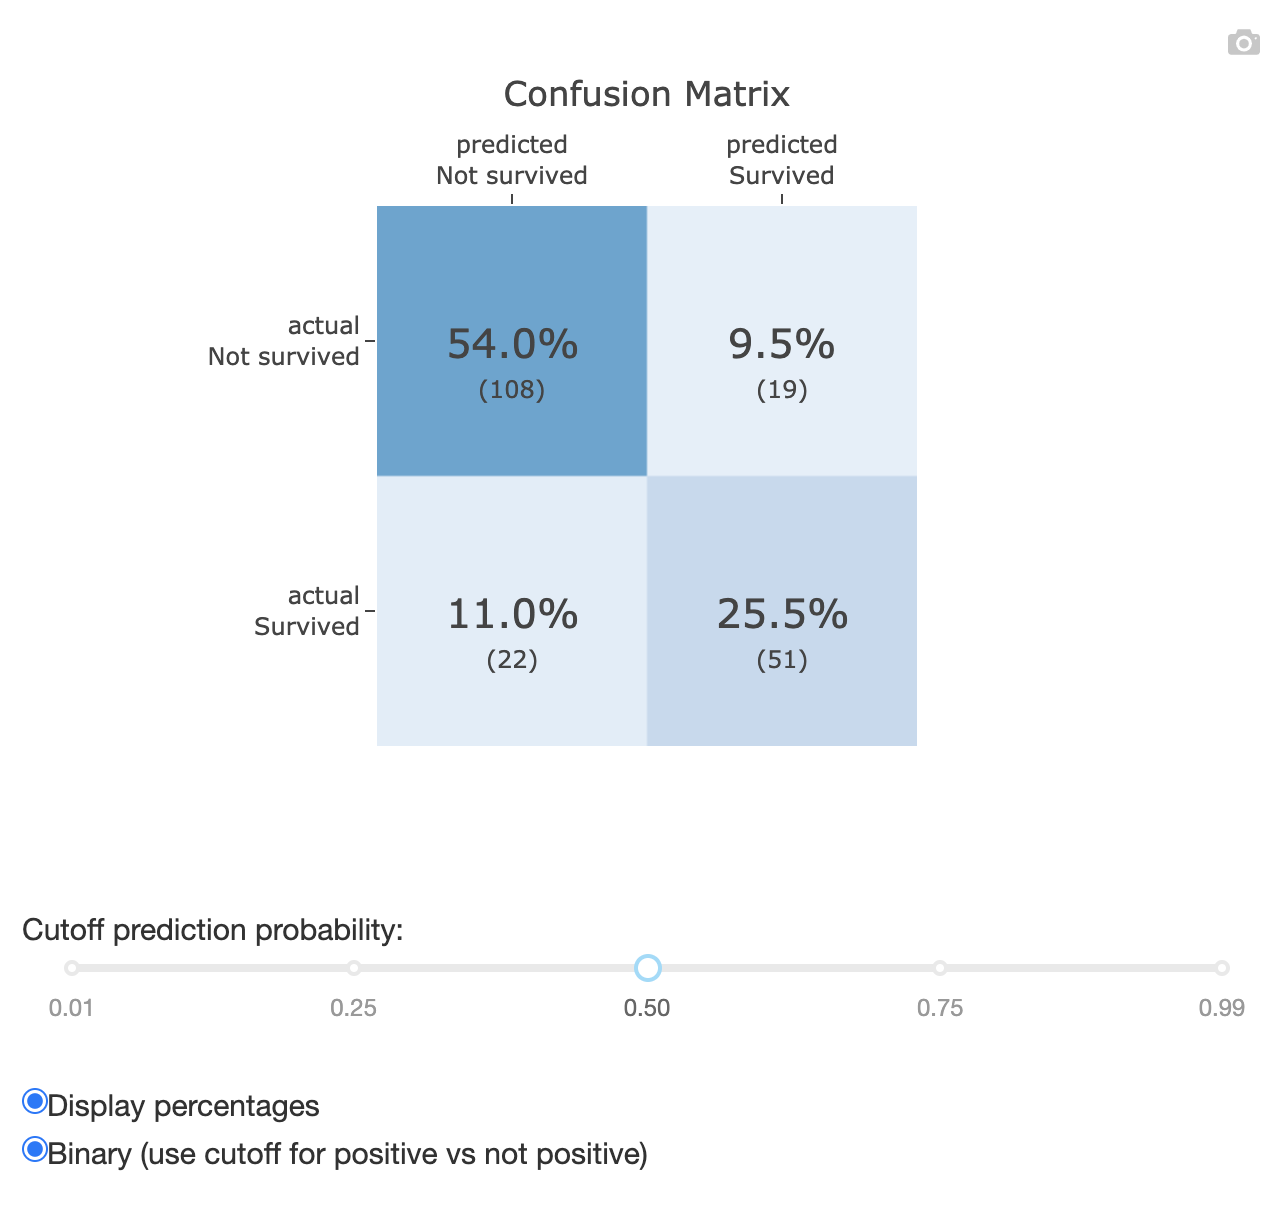 Confusion Matrix
predicted
Not survived
predicted
Survived
actual
Not survived
54.0%
(108)
9.5%
(19)
actual
Survived
11.0%
(22)
25.5%
(51)
Cutoff prediction probability:
0.01
0.25
0.50
0.75
0.99
Display percentages
Binary (use cutoff for positive vs not positive)